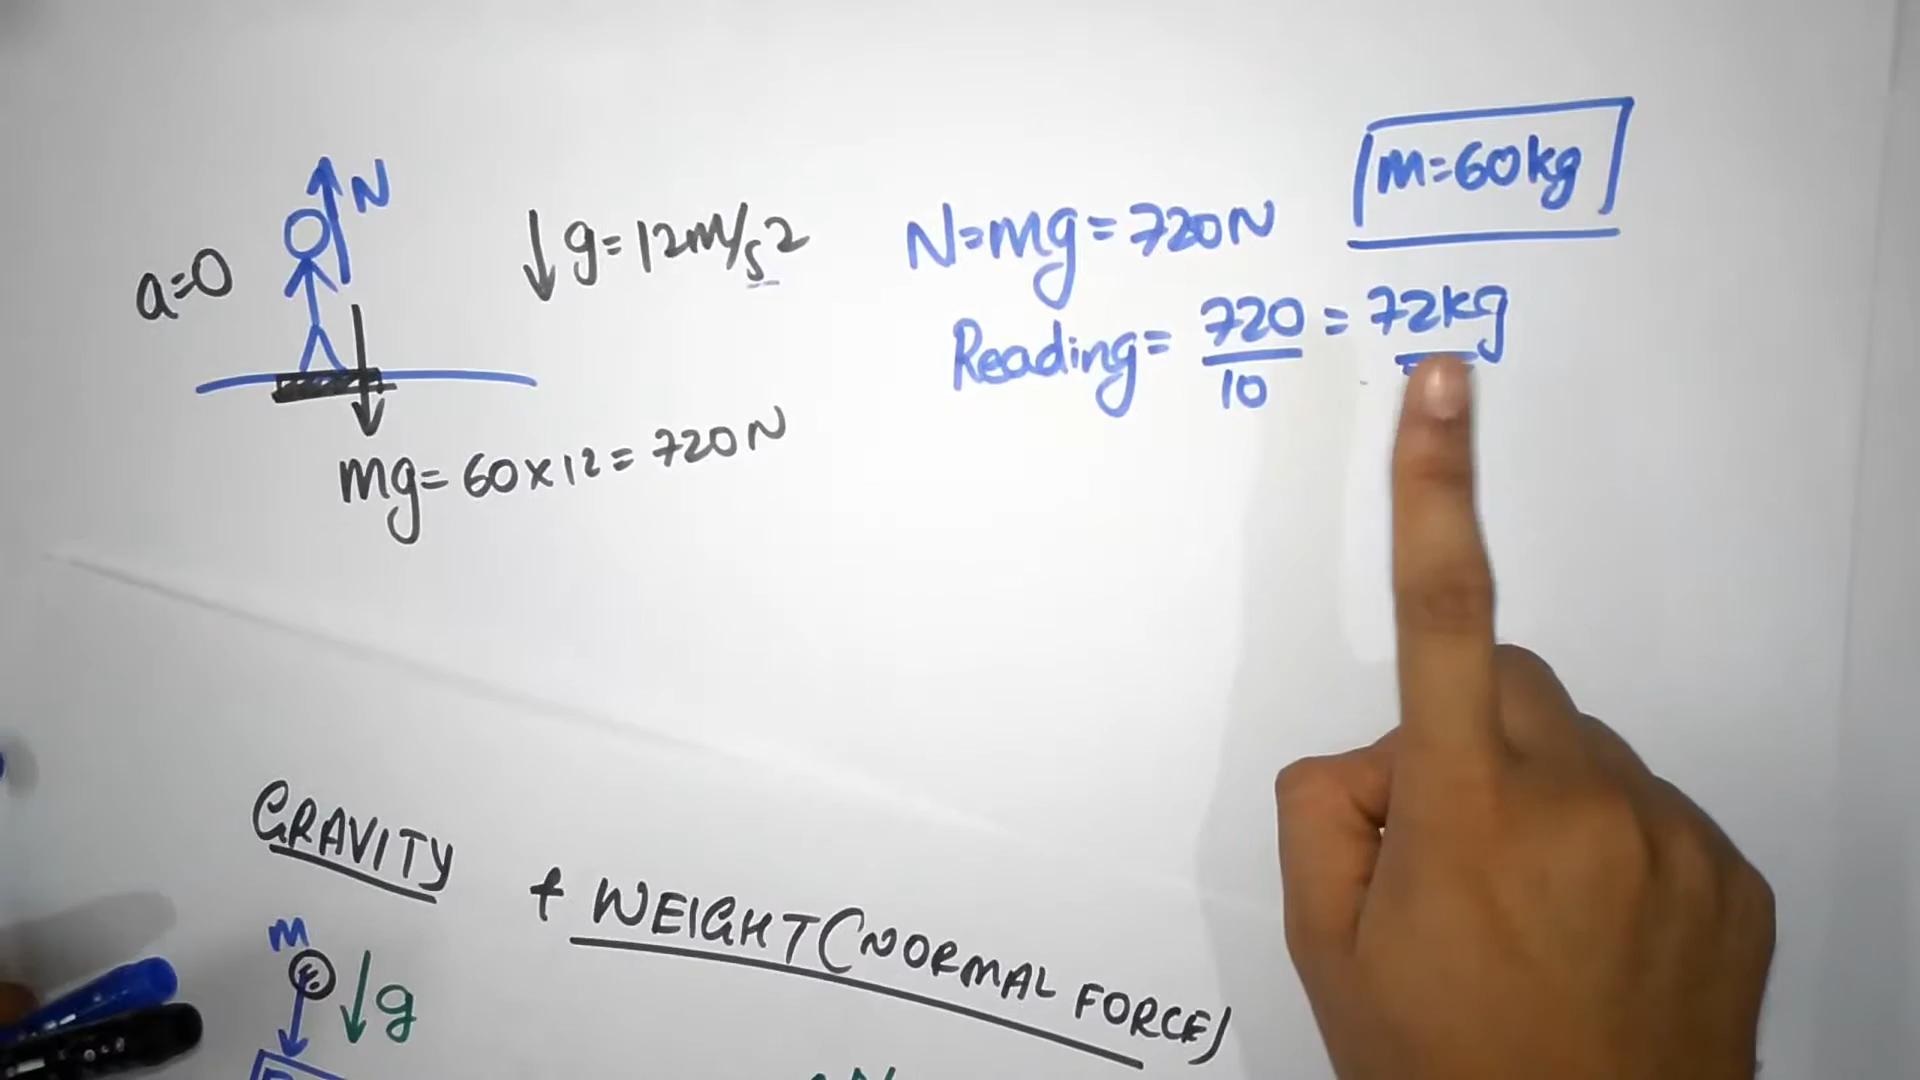 N
a=0
g=12m/s2
mg=60×12=720N
N=mg=720N
m=60kg
Reading= 720/10 = 72kg
GRAVITY + WEIGHT(NORMAL FORCE)
m
g